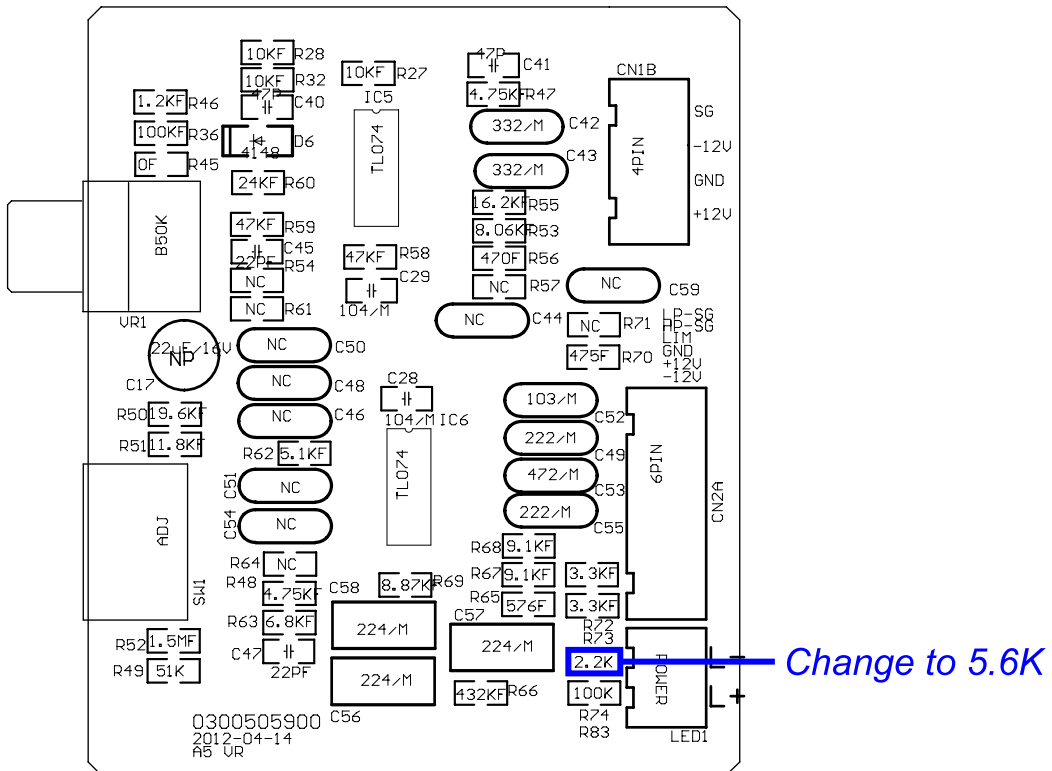 10KF R28
10KF R32
47P C40
1.2KF R46
100KF R36
0F R45
4148 D6
24KF R60
47KF R59
22PF C45
R54
NC
NC R61
10KF R27
IC5
TL074
47KF R58
C29
104/M
47P C41
4.75KF R47
332/M C42
332/M C43
16.2KF R55
8.06KF R53
470F R56
NC R57
NC C44
CN1B
4PIN
SG
-12V
GND
+12V
NC C59
NC R71
475F R70
LP-SG
HP-SG
LIM
GND
+12V
-12V
B50K
VR1
22uF/16V
NP
C17
NC C50
NC C48
NC C46
R50 19.6KF
R51 11.8KF
R62 5.1KF
C51 NC
C54 NC
C28
104/M
IC6
TL074
103/M C52
222/M C49
472/M C53
222/M C55
6PIN
CN2A
ADJ
SW1
R64 NC
R48 4.75KF
R63 6.8KF
C47 22PF
R52 1.5MF
R49 51K
8.87KF R69
C58 224/M
C57 224/M
224/M
C56
R68 9.1KF
R67 9.1KF
R65 576F
3.3KF
3.3KF
R72
R73
2.2K
100K
R74
R83
432KF R66
POWER
-
+
LED1
Change to 5.6K
0300505900
2012-04-14
A5 VR